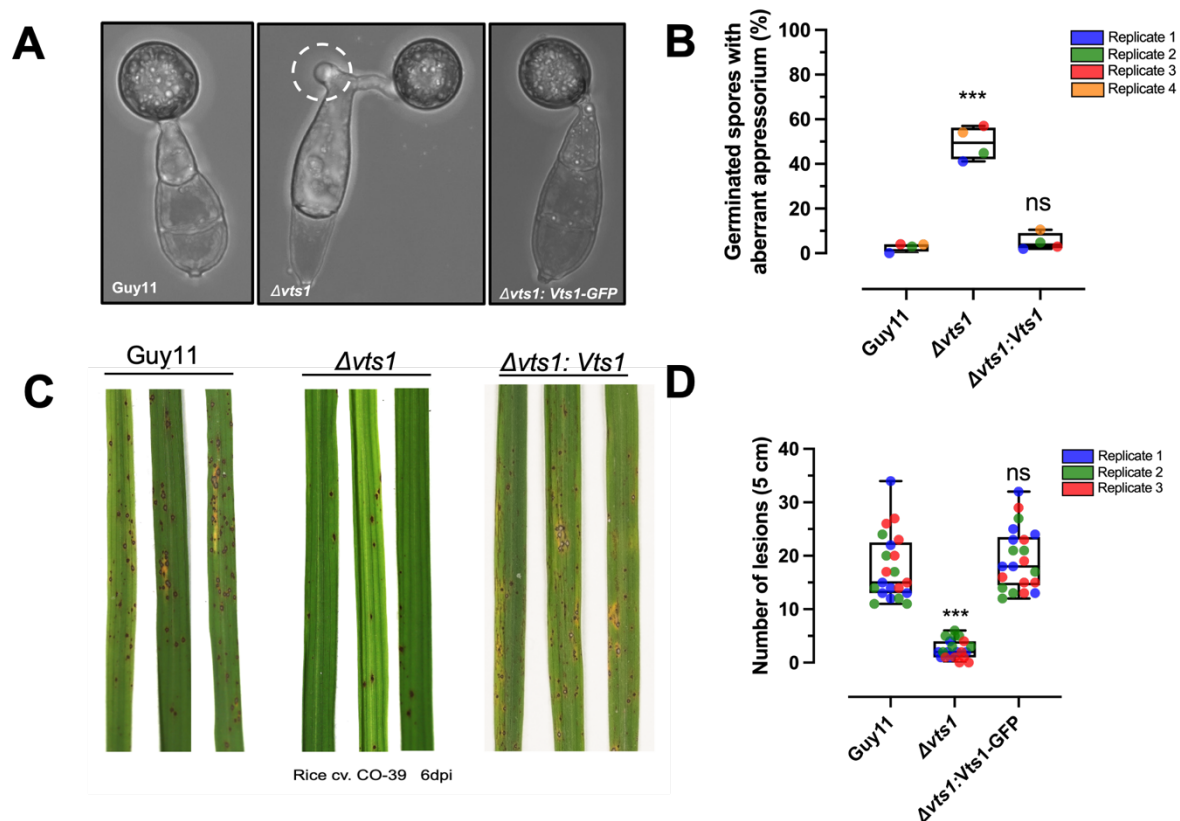 A
Guy11
Δvts1
Δvts1: Vts1-GFP
B
Germinated spores with
aberrant appressorium (%)
100
80
60
40
20
0
***
ns
Replicate 1
Replicate 2
Replicate 3
Replicate 4
Guy11
Δvts1
Δvts1:Vts1
C
Guy11
Δvts1
Δvts1: Vts1
Rice cv. CO-39 6dpi
D
Number of lesions (5 cm)
40
30
20
10
0
***
ns
Replicate 1
Replicate 2
Replicate 3
Guy11
Δvts1
Δvts1:Vts1-GFP